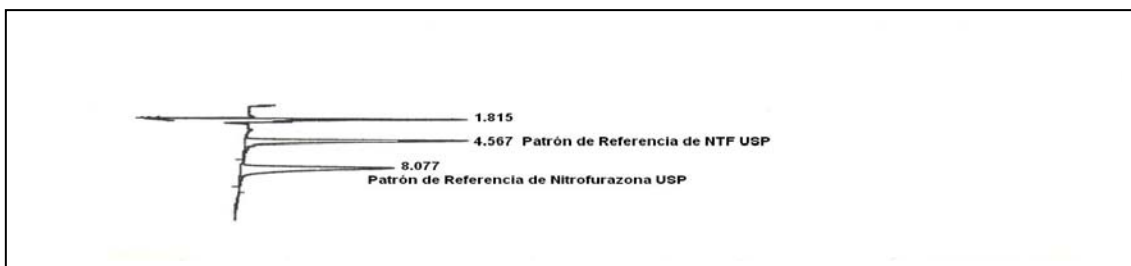 1.815
4.567 Patrón de Referencia de NTF USP
8.077
Patrón de Referencia de Nitrofurazona USP